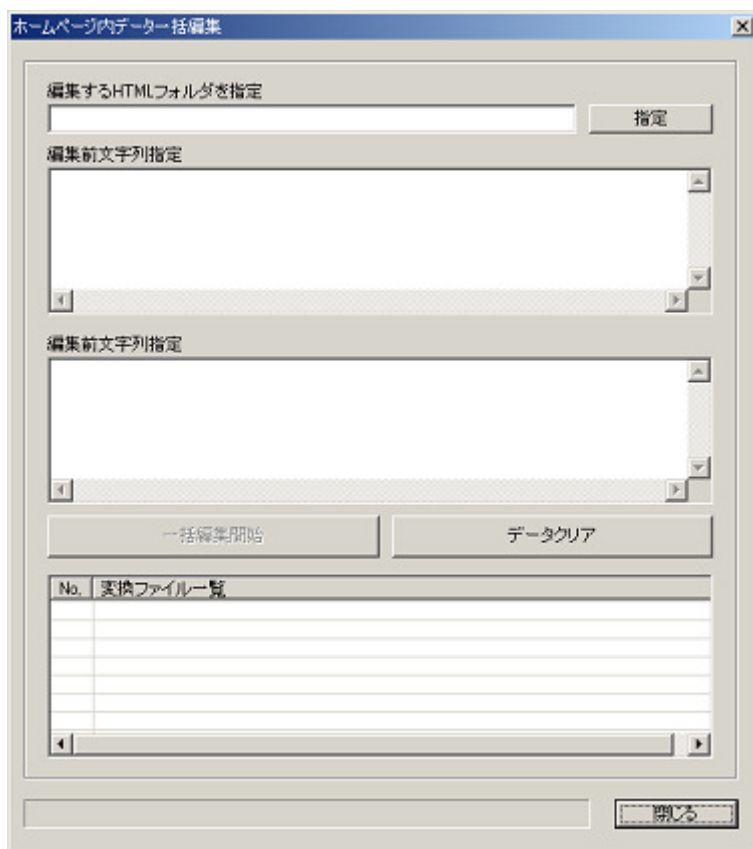 ホームページ内データ一括編集
編集するHTMLフォルダを指定
指定
編集前文字列指定
編集前文字列指定
一括編集開始
データクリア
No. 変換ファイル一覧
閉じる